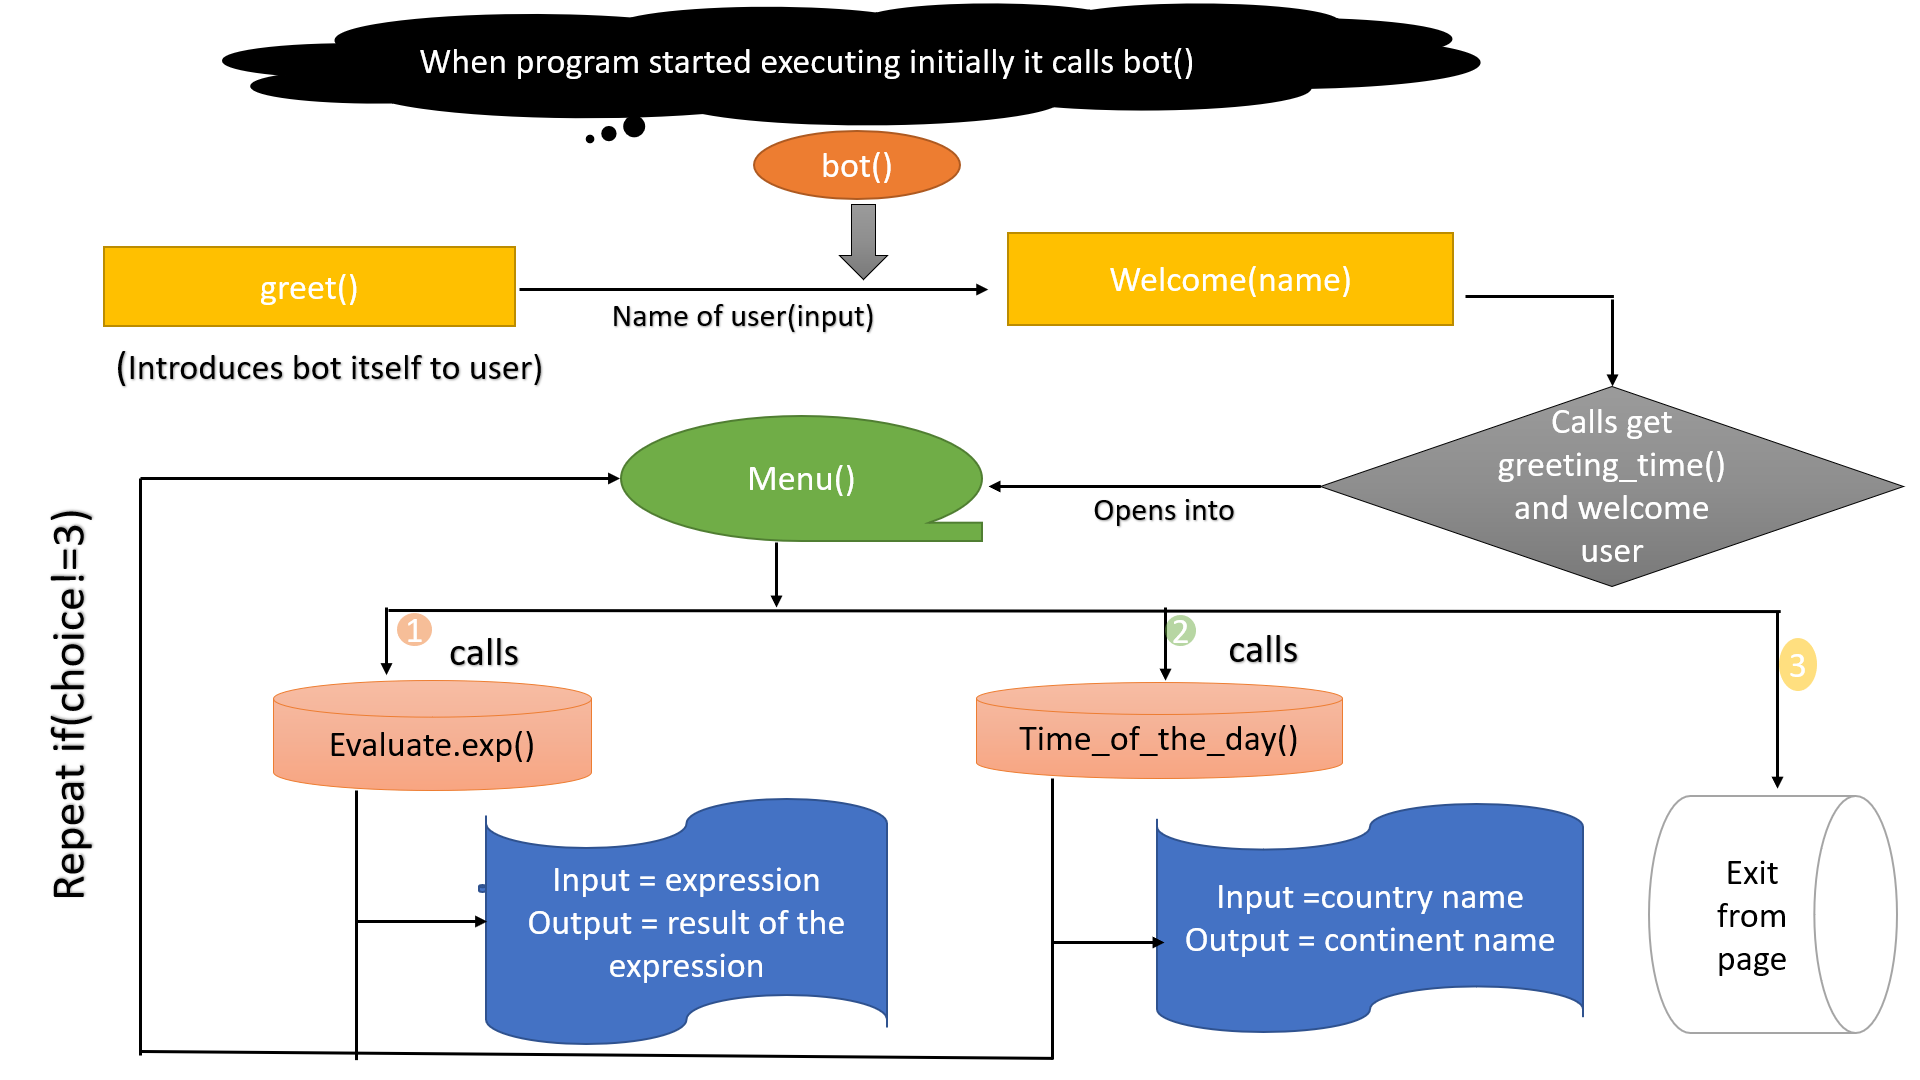 When program started executing initially it calls bot()
bot()
greet()
Welcome(name)
Name of user(input)
(Introduces bot itself to user)
Calls get
greeting_time()
and welcome
user
Menu()
Opens into
Repeat if(choice!=3)
1
calls
2
calls
3
Evaluate.exp()
Time_of_the_day()
Input = expression
Output = result of the
expression
Input =country name
Output = continent name
Exit
from
page